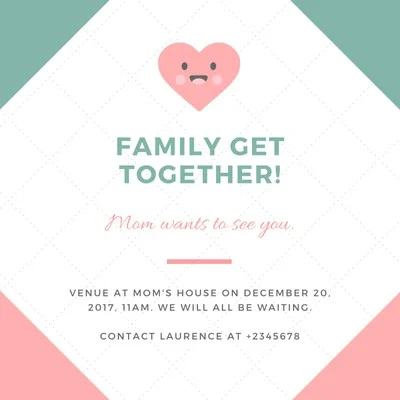 FAMILY GET
TOGETHER!
Mom wants to see you.
VENUE AT MOM'S HOUSE ON DECEMBER 20,
2017, 11AM. WE WILL ALL BE WAITING.
CONTACT LAURENCE AT +2345678